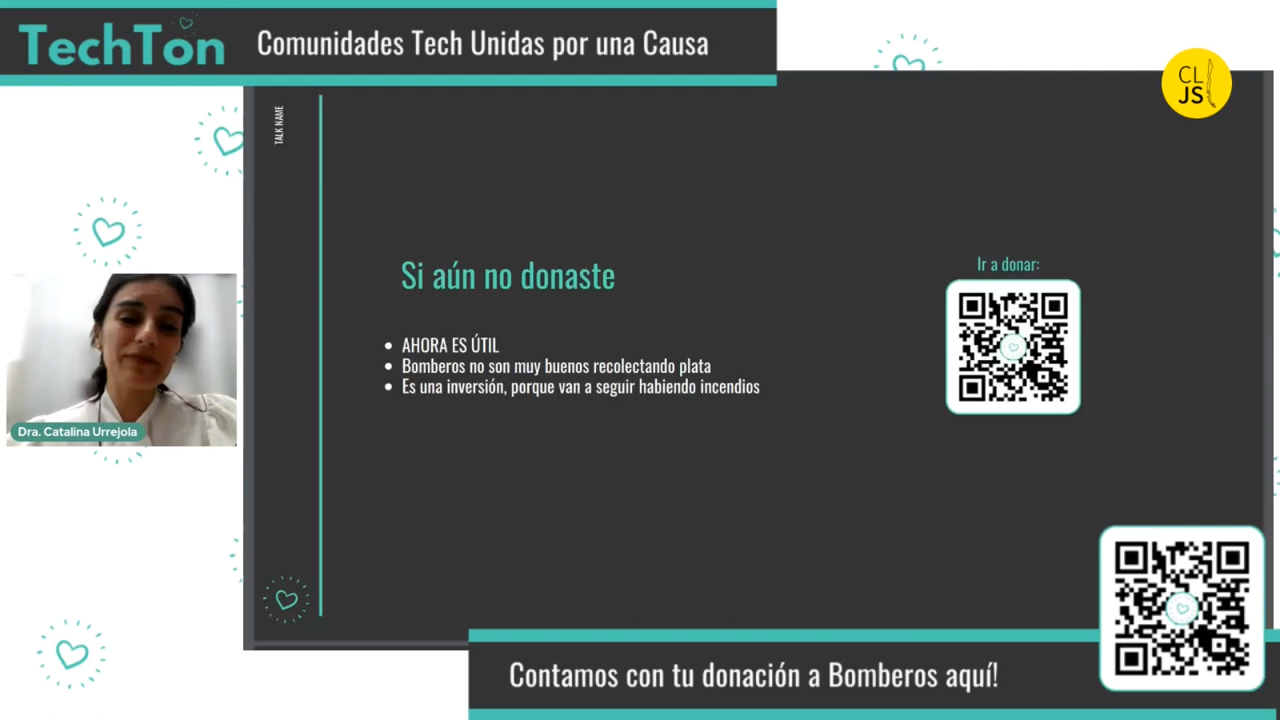 TechTon
Comunidades Tech Unidas por una Causa
CL
JS
TALK NAME
Si aún no donaste
AHORA ES ÚTIL
Bomberos no son muy buenos recolectando plata
Es una inversión, porque van a seguir habiendo incendios
Ir a donar:
Dra. Catalina Urrejola
Contamos con tu donación a Bomberos aquí!